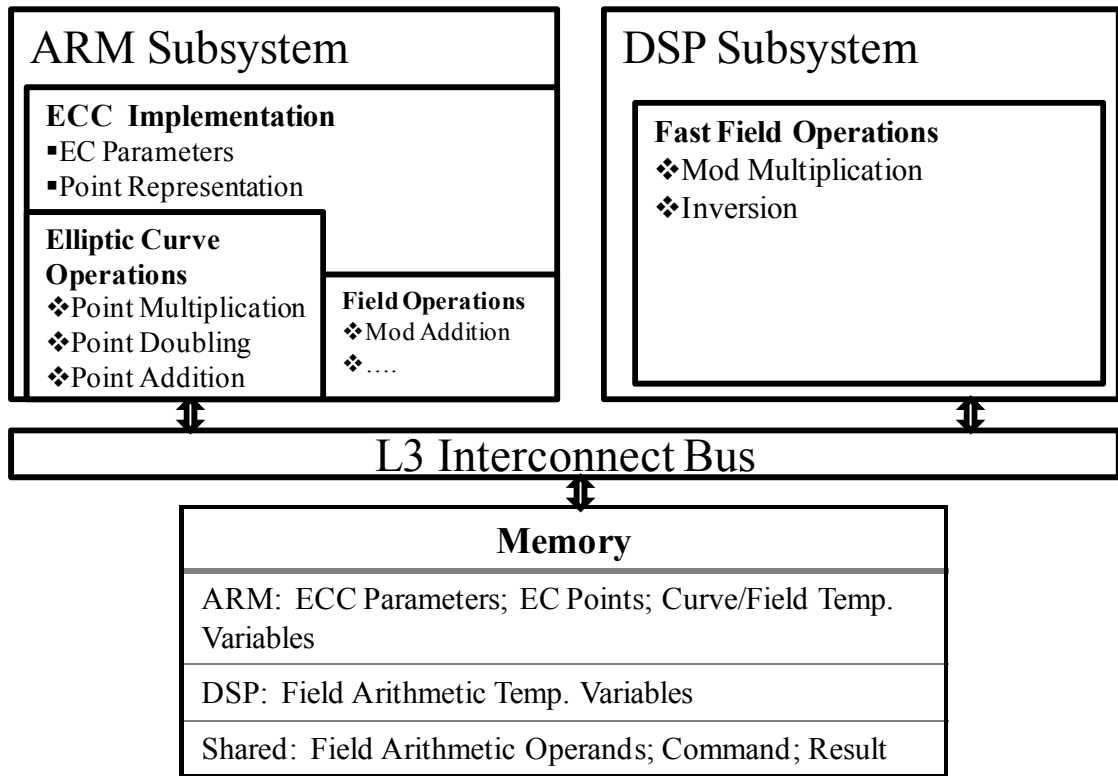 ARM Subsystem
ECC Implementation
▪EC Parameters
▪Point Representation
Elliptic Curve
Operations
❖Point Multiplication
❖Point Doubling
❖Point Addition
Field Operations
❖Mod Addition
❖….
DSP Subsystem
Fast Field Operations
❖Mod Multiplication
❖Inversion
L3 Interconnect Bus
Memory
ARM: ECC Parameters; EC Points; Curve/Field Temp.
Variables
DSP: Field Arithmetic Temp. Variables
Shared: Field Arithmetic Operands; Command; Result